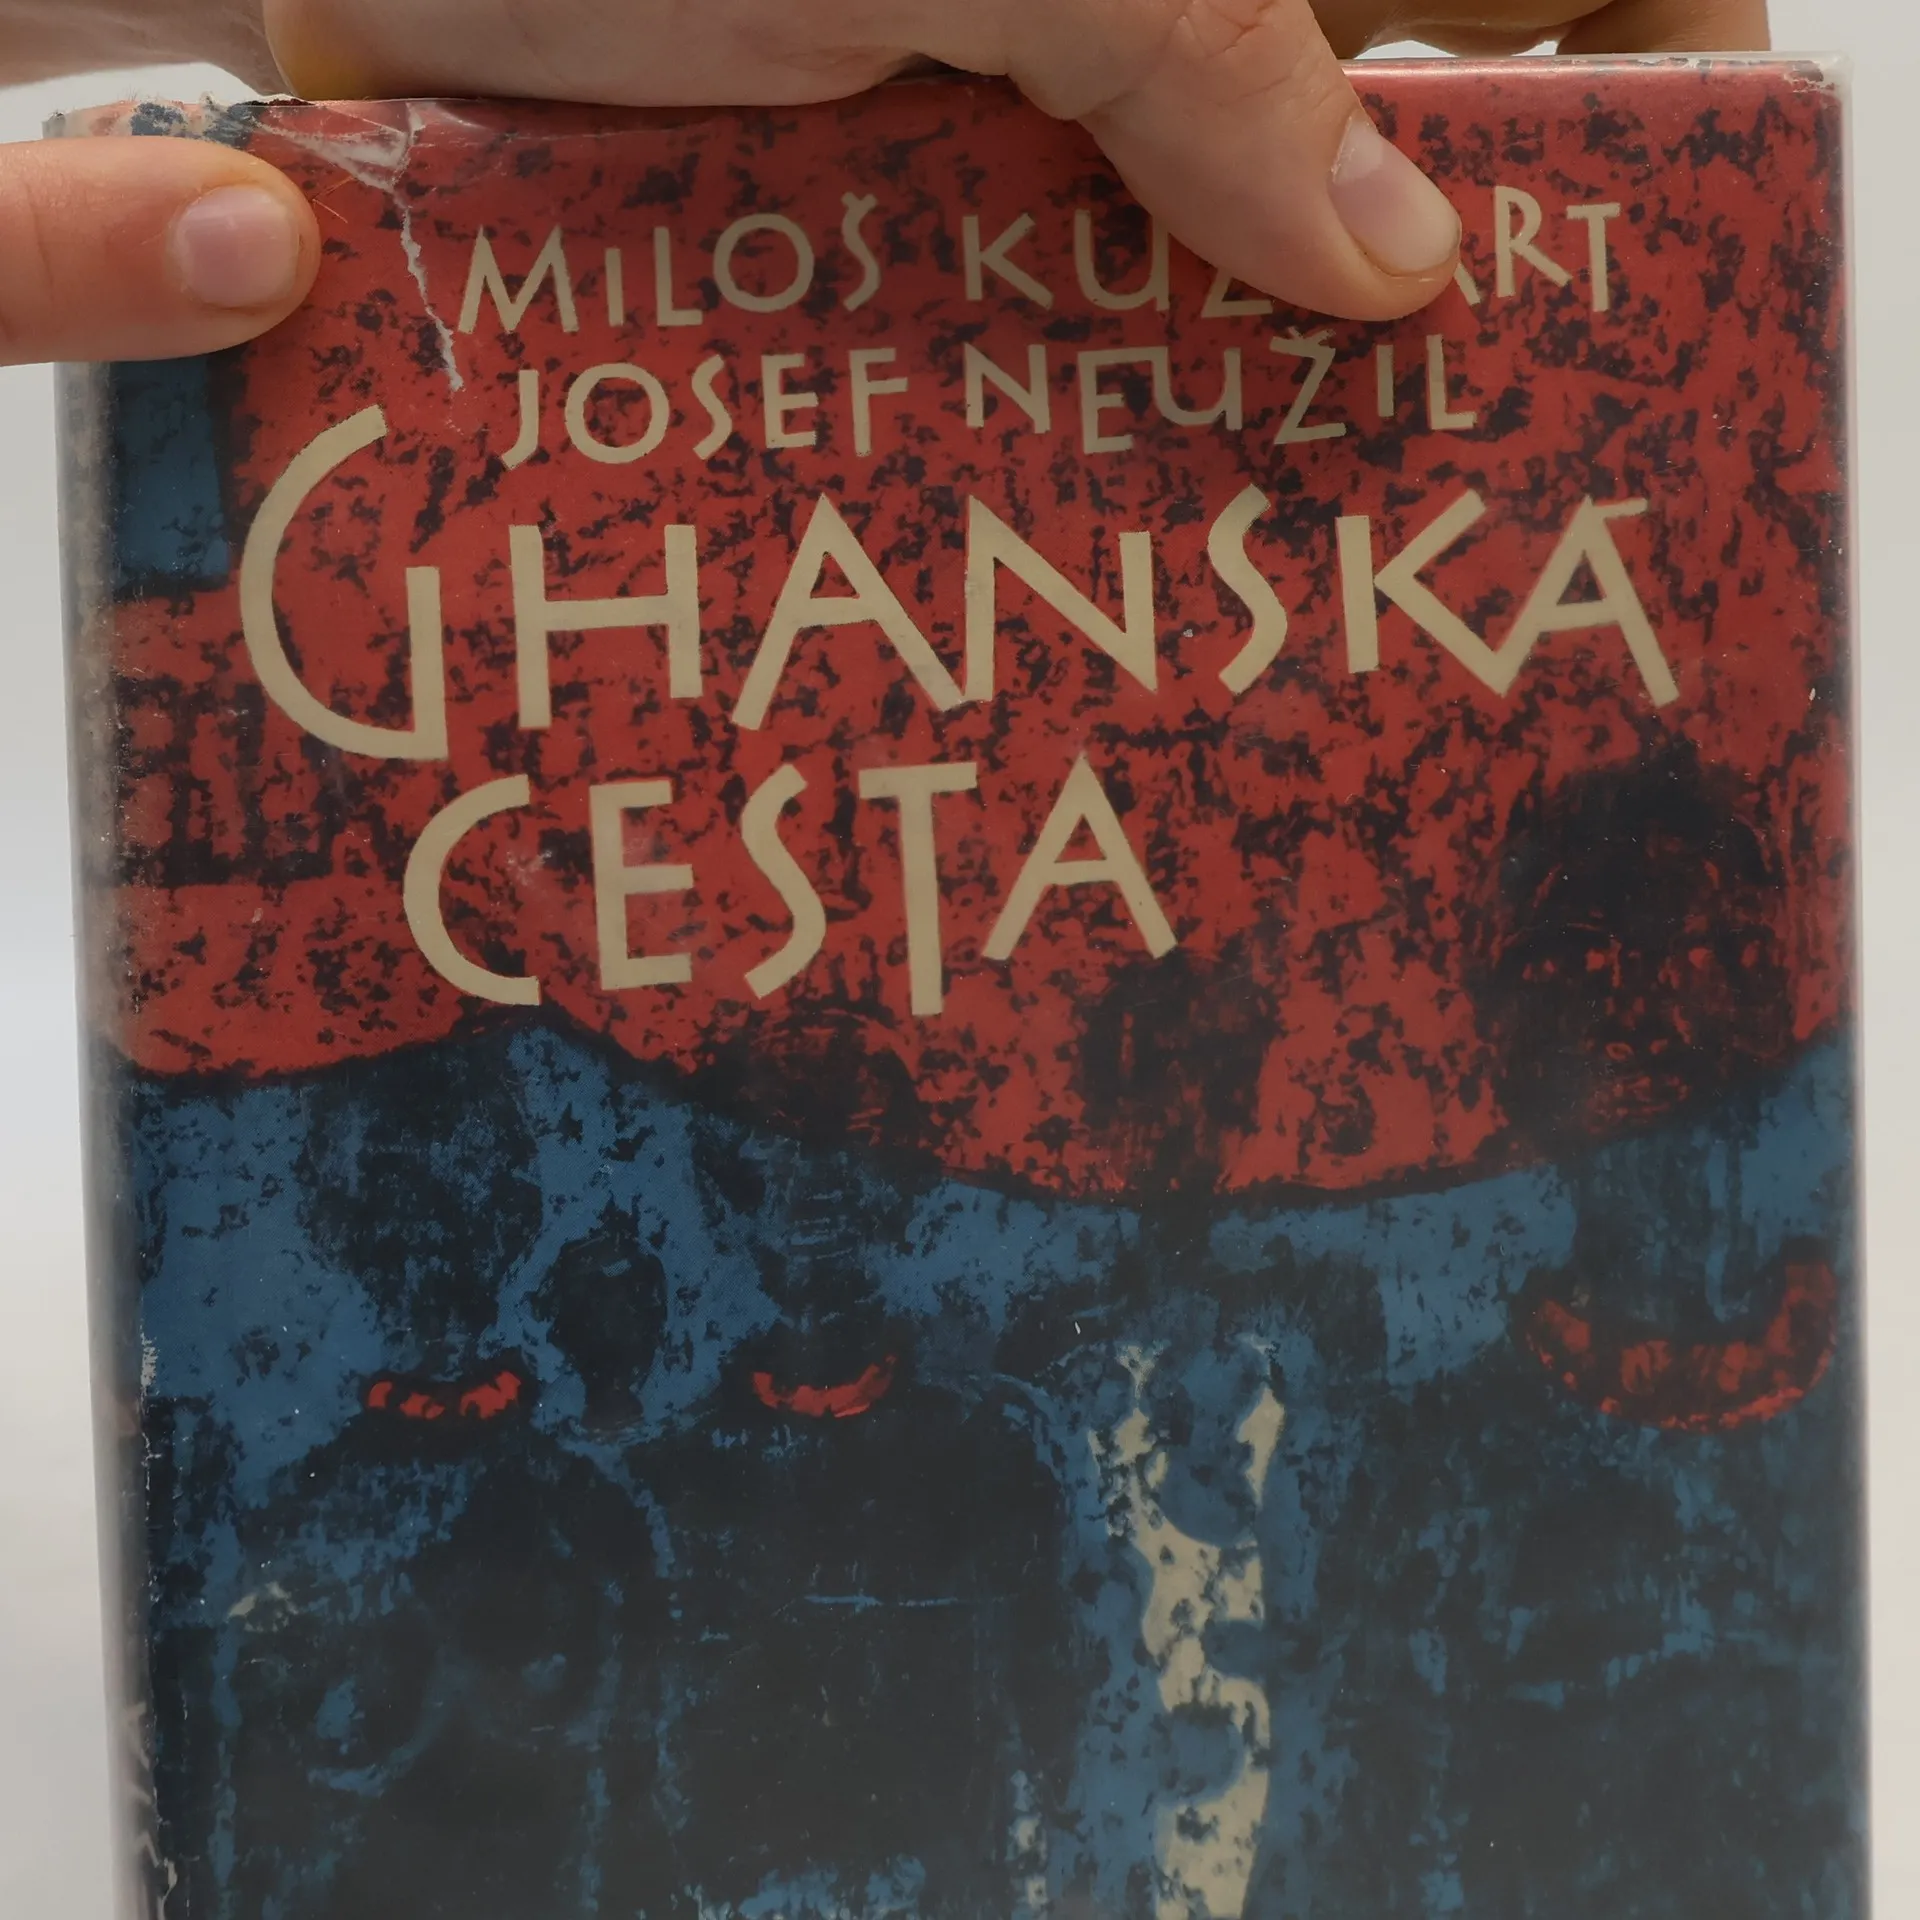 MILOŠ
JOSEF NEUŽIL
GHANSKÁ
CESTA